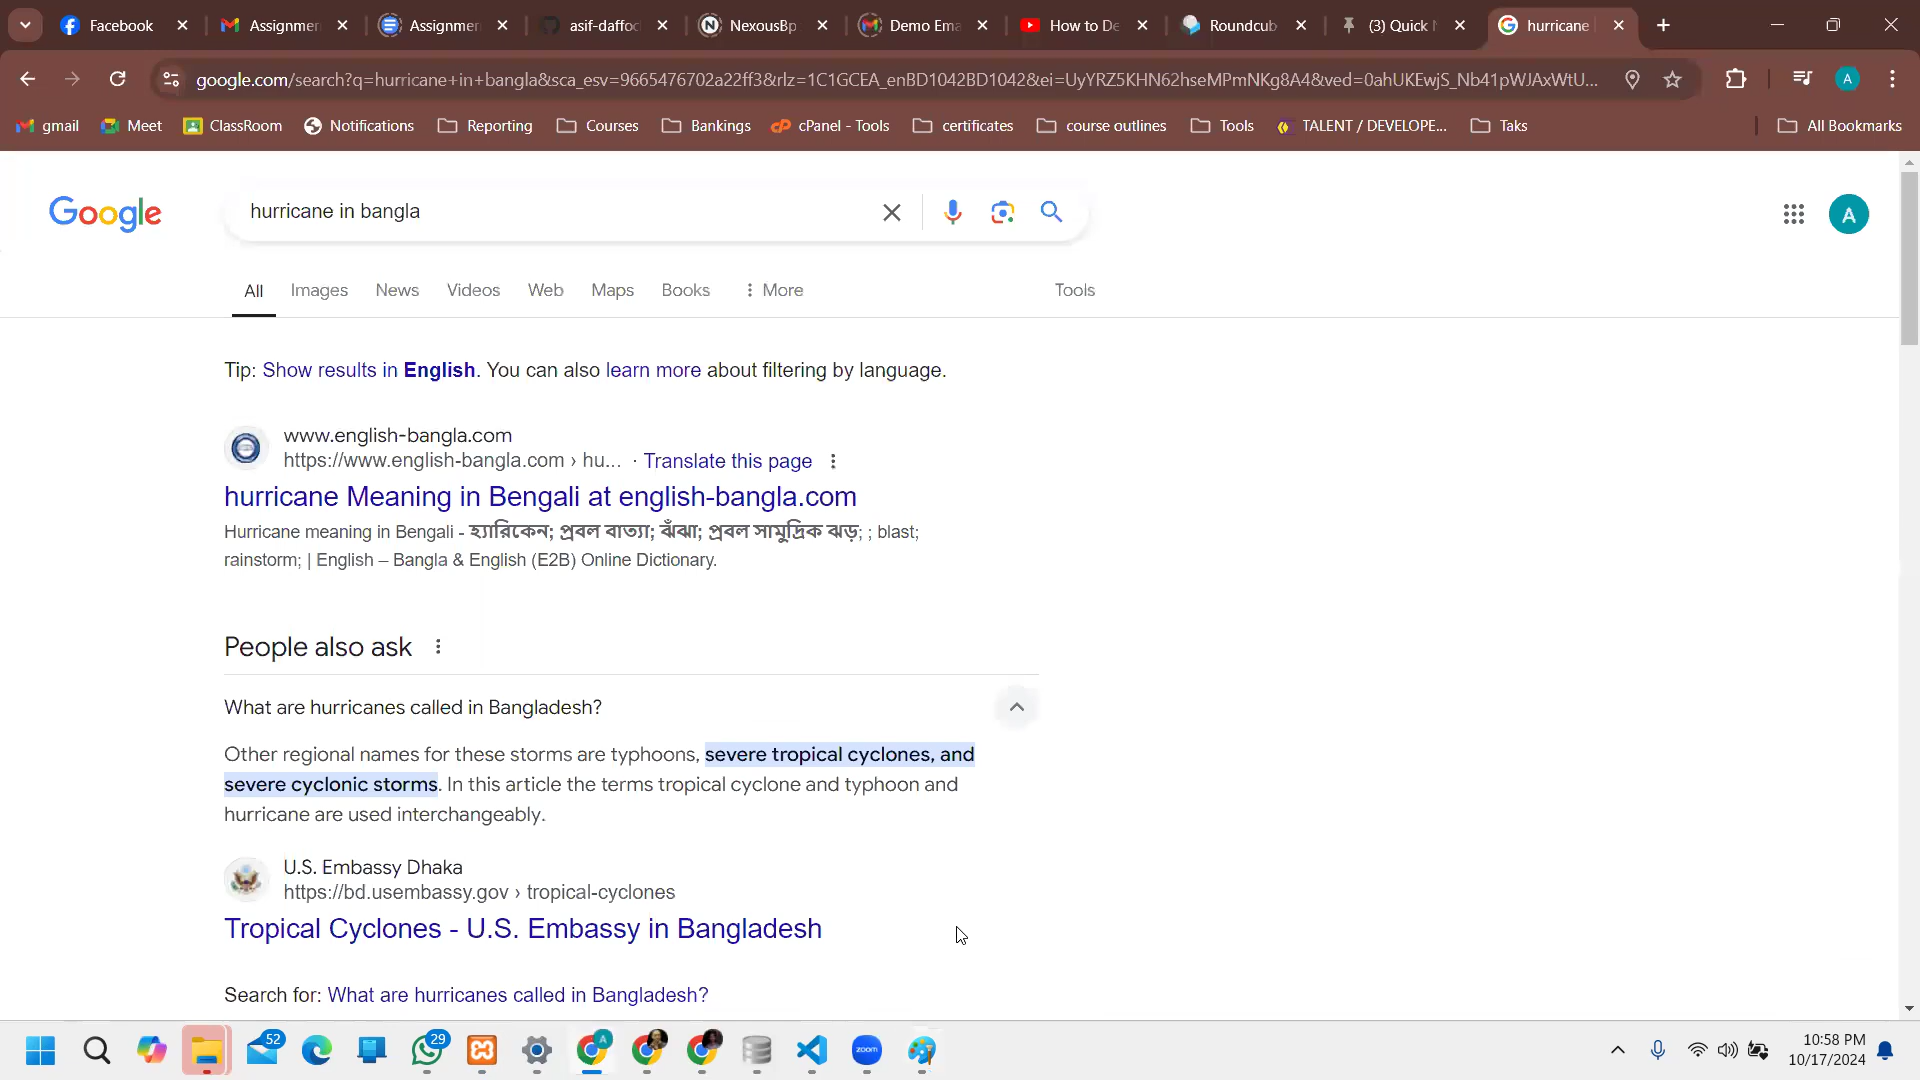 Facebook
Assignmen
Assignmen
asif-daffoc
NexousBp
Demo Ema
How to De
Roundcub
(3) Quick
hurricane
google.com/search?q=hurricane+in+bangla&sca_esv=9665476702a22ff3&rlz=1C1GCEA_enBD1042BD1042&ei=UyYRZ5KHN62hseMPmNKg8A4&ved=0ahUKEwjS_Nb41pWJAxWtU...
A
gmail
Meet
ClassRoom
Notifications
Reporting
Courses
Bankings
cPanel - Tools
certificates
course outlines
Tools
TALENT / DEVELOPE...
Taks
All Bookmarks
Google
hurricane in bangla
A
All
Images
News
Videos
Web
Maps
Books
More
Tools
Tip: Show results in English. You can also learn more about filtering by language.
www.english-bangla.com
https://www.english-bangla.com › hu... · Translate this page
hurricane Meaning in Bengali at english-bangla.com
Hurricane meaning in Bengali - হ্যারিকেন; প্রবল বাত্যা; ঝঁঝা; প্রবল সামুদ্রিক ঝড়; ; blast;
rainstorm; | English – Bangla & English (E2B) Online Dictionary.
People also ask
What are hurricanes called in Bangladesh?
Other regional names for these storms are typhoons, severe tropical cyclones, and
severe cyclonic storms. In this article the terms tropical cyclone and typhoon and
hurricane are used interchangeably.
U.S. Embassy Dhaka
https://bd.usembassy.gov › tropical-cyclones
Tropical Cyclones - U.S. Embassy in Bangladesh
Search for: What are hurricanes called in Bangladesh?
52
29
A
zoom
10:58 PM
10/17/2024